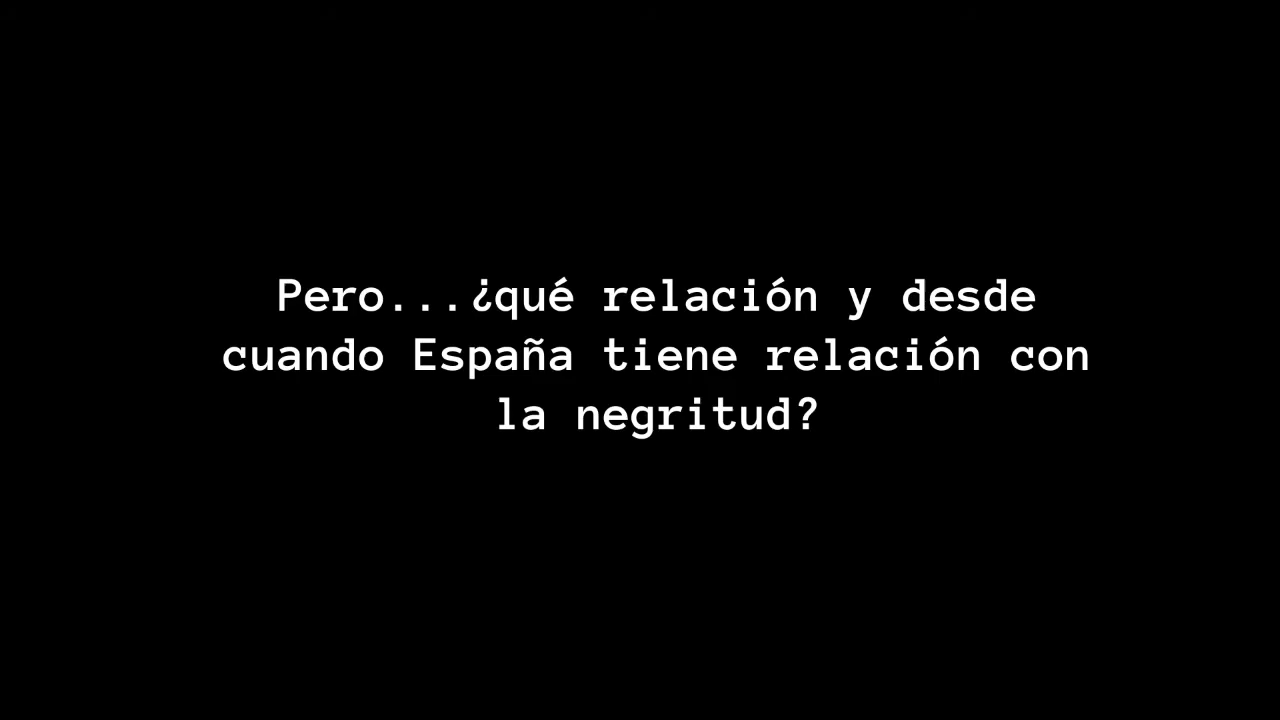 Pero...¿qué relación y desde
cuando España tiene relación con
la negritud?